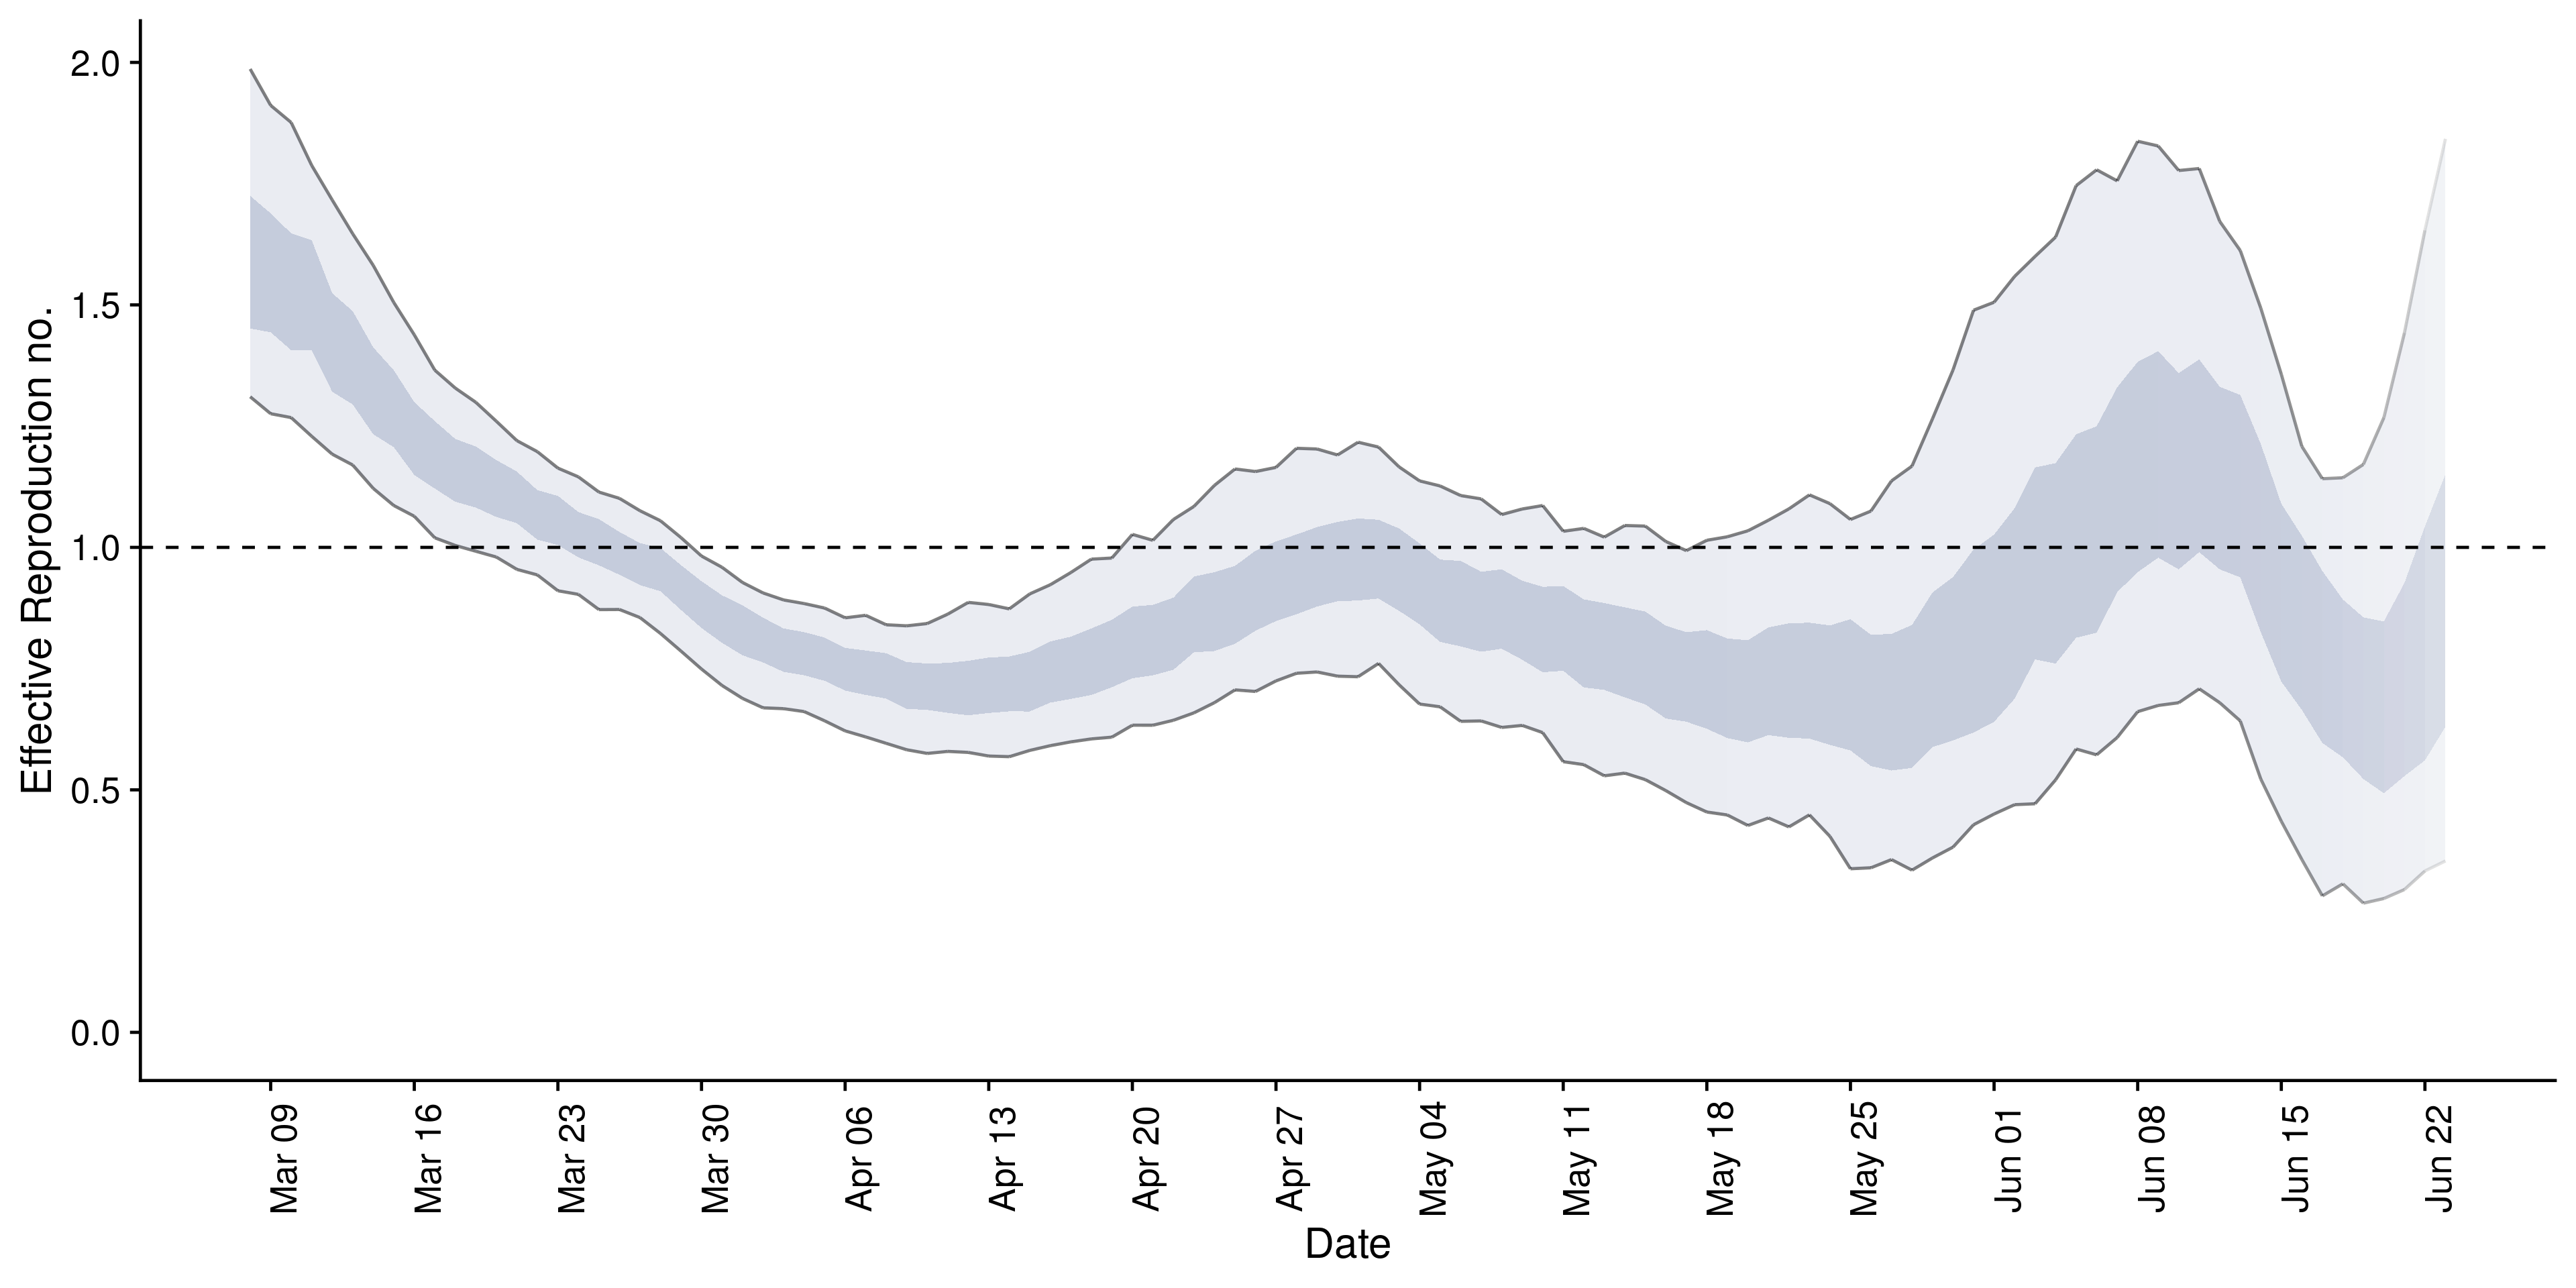 Effective Reproduction no.
2.0
1.5
1.0
0.5
0.0
Mar 09
Mar 16
Mar 23
Mar 30
Apr 06
Apr 13
Apr 20
Apr 27
May 04
May 11
May 18
May 25
Jun 01
Jun 08
Jun 15
Jun 22
Date